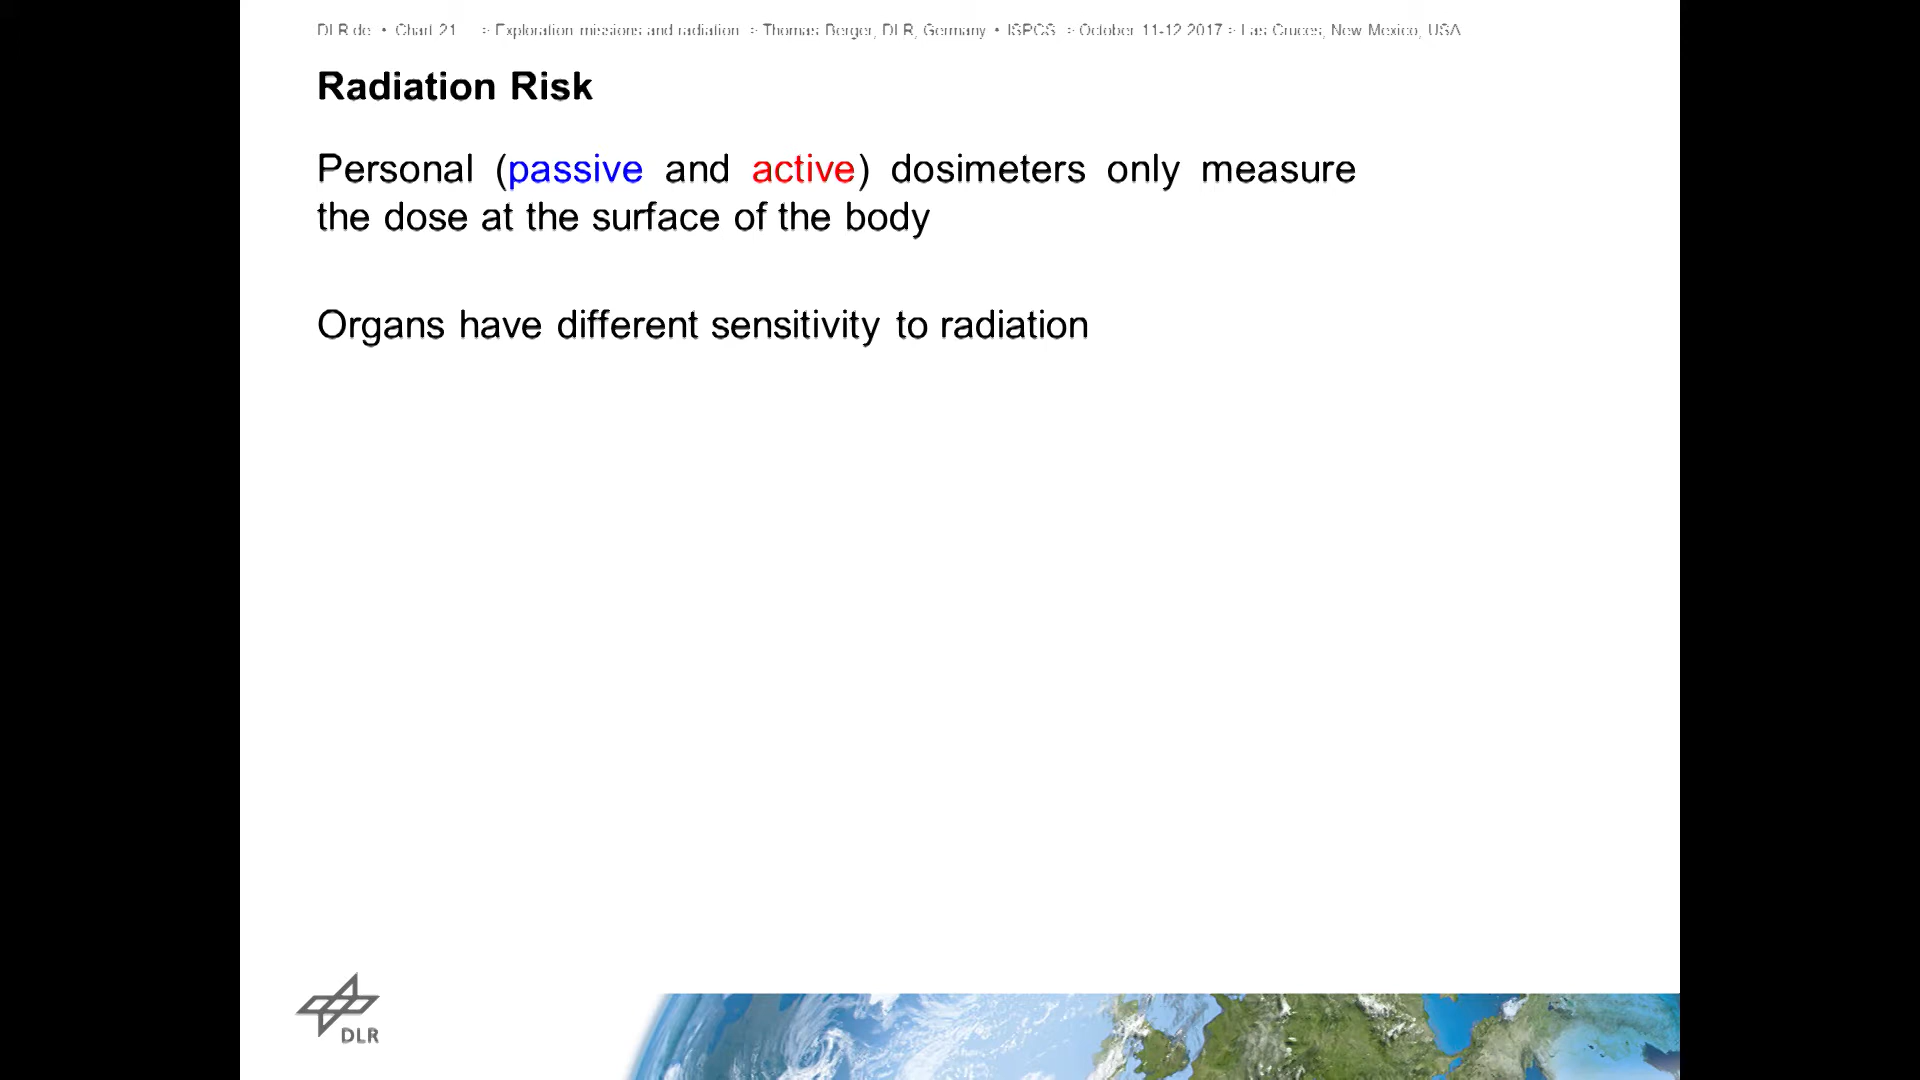 DLR.de • Chart 21 > Exploration missions and radiation > Thomas Berger, DLR, Germany • ISPCS > October 11-12 2017 > Las Cruces, New Mexico, USA
Radiation Risk
Personal (passive and active) dosimeters only measure
the dose at the surface of the body
Organs have different sensitivity to radiation
DLR